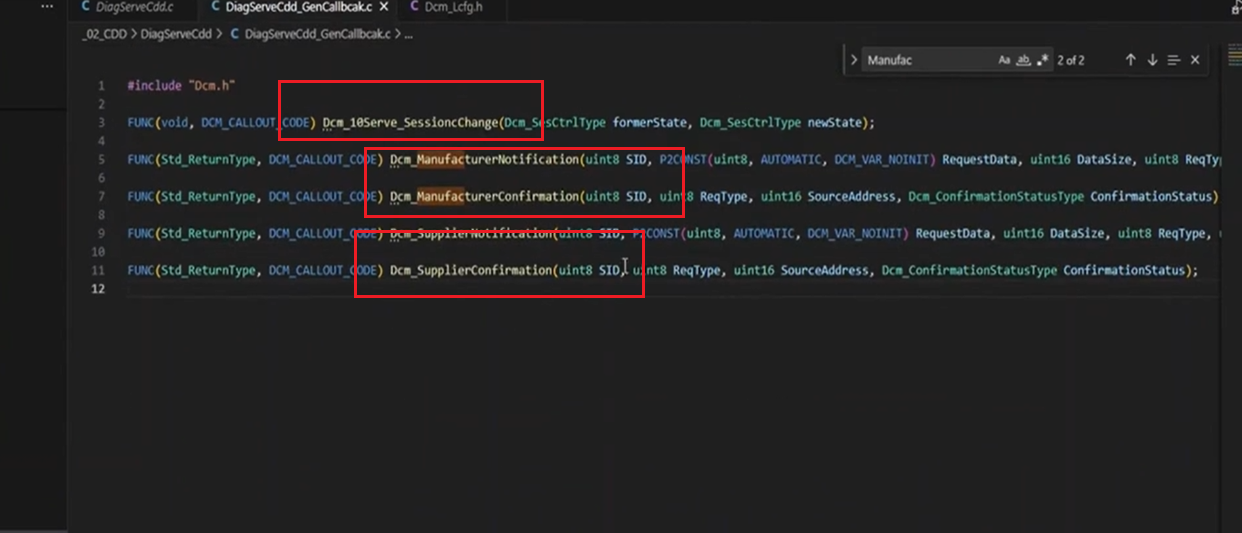 ... C DiagServeCdd.c C DiagServeCdd_GenCallbcak.c X C Dcm_Lcfg.h
_02_CDD > DiagServeCdd > C DiagServeCdd_GenCallbcak.c > ...
> Manufac Aa ab .* 2 of 2
1 #include "Dcm.h"
2
3 FUNC(void, DCM_CALLOUT_CODE) Dcm_10Serve_SessioncChange(Dcm_SesCtrlType formerState, Dcm_SesCtrlType newState);
4
5 FUNC(Std_ReturnType, DCM_CALLOUT_CODE) Dcm_ManufacturerNotification(uint8 SID, P2CONST(uint8, AUTOMATIC, DCM_VAR_NOINIT) RequestData, uint16 DataSize, uint8 ReqTy
6
7 FUNC(Std_ReturnType, DCM_CALLOUT_CODE) Dcm_ManufacturerConfirmation(uint8 SID, uint8 ReqType, uint16 SourceAddress, Dcm_ConfirmationStatusType ConfirmationStatus)
8
9 FUNC(Std_ReturnType, DCM_CALLOUT_CODE) Dcm_SupplierNotification(uint8 SID, P2CONST(uint8, AUTOMATIC, DCM_VAR_NOINIT) RequestData, uint16 DataSize, uint8 ReqType,
10
11 FUNC(Std_ReturnType, DCM_CALLOUT_CODE) Dcm_SupplierConfirmation(uint8 SID, uint8 ReqType, uint16 SourceAddress, Dcm_ConfirmationStatusType ConfirmationStatus);
12